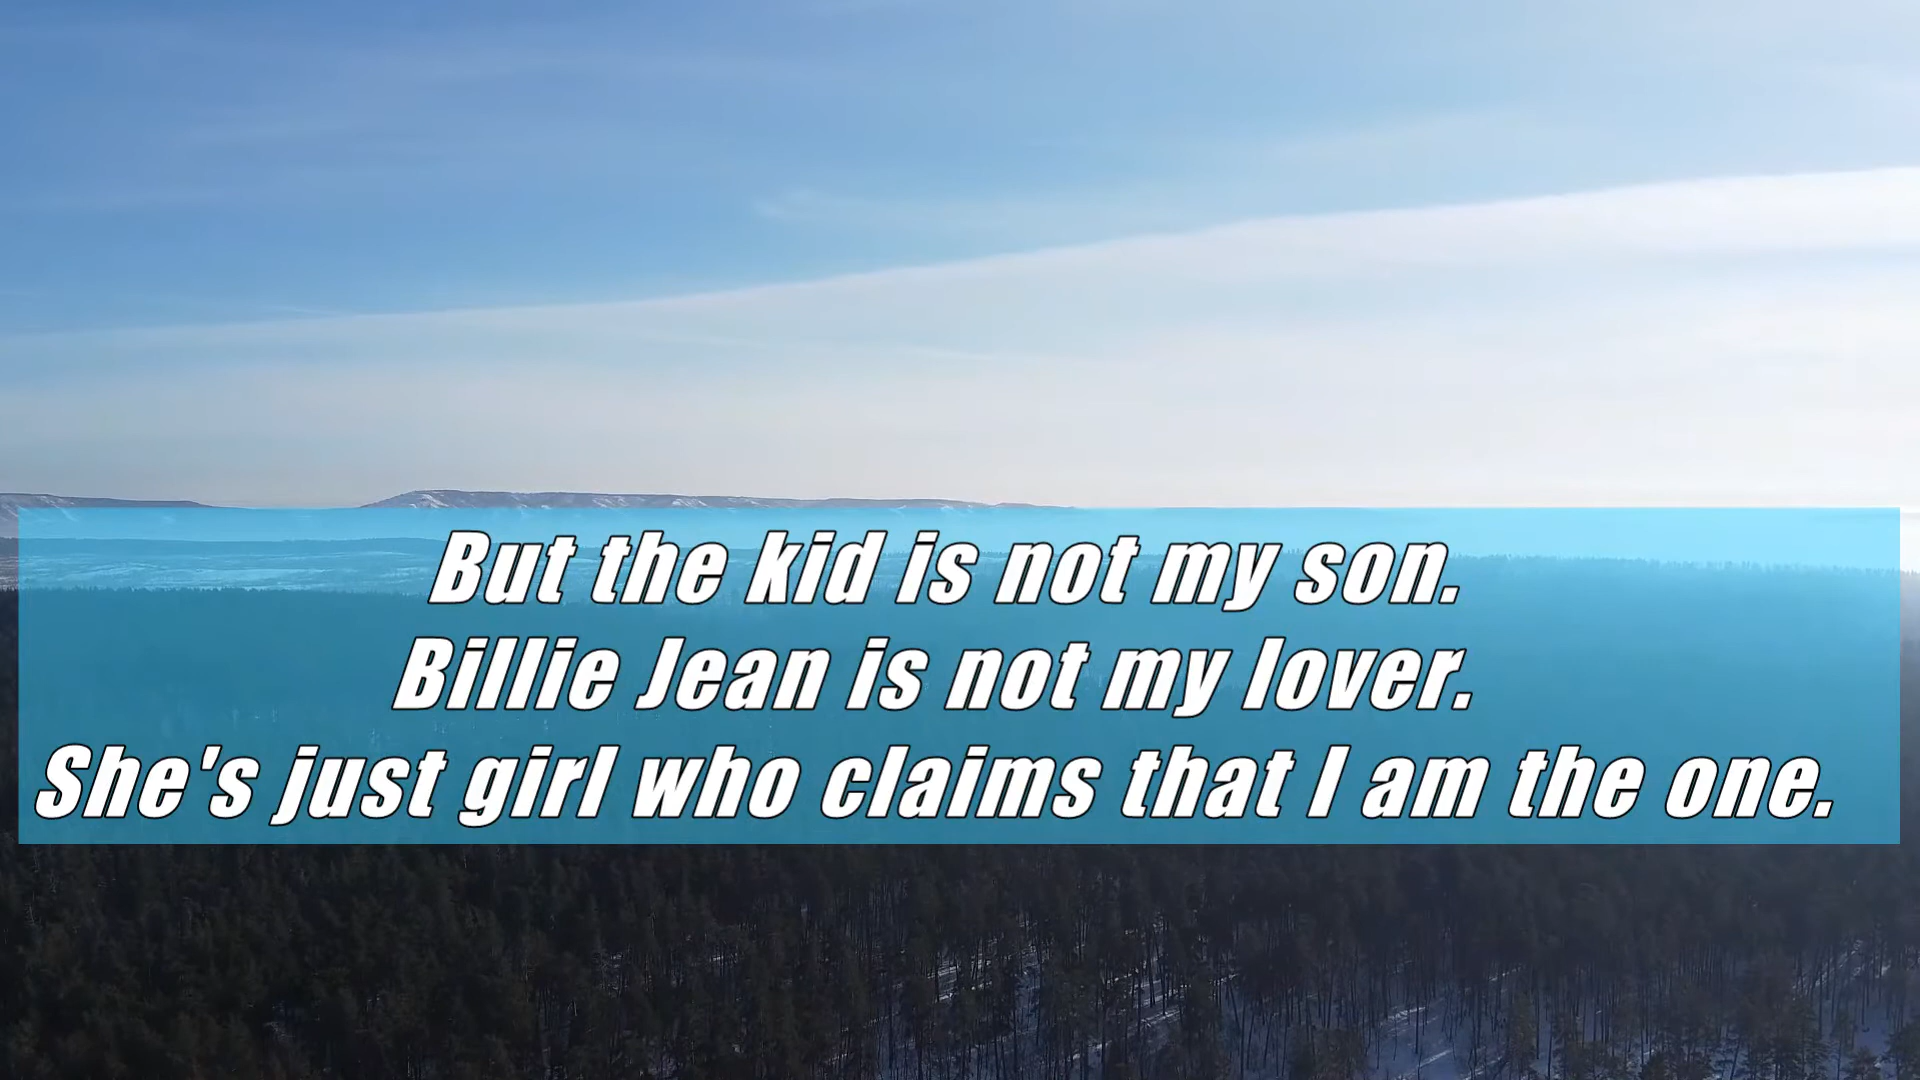 But the kid is not my son.
Billie Jean is not my lover.
She's just girl who claims that I am the one.